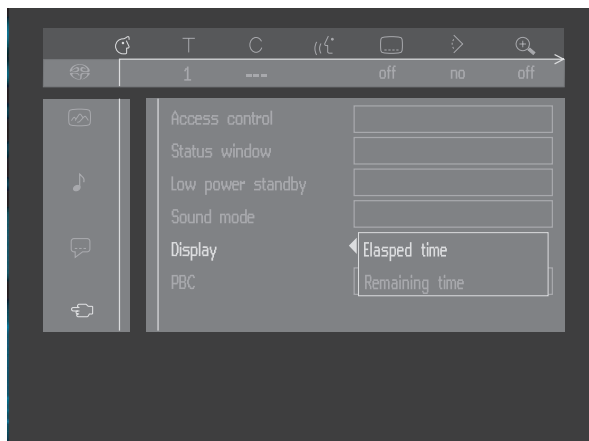 T C
1 --- off no off
Access control
Status window
Low power standby
Sound mode
Display Elasped time
PBC Remaining time